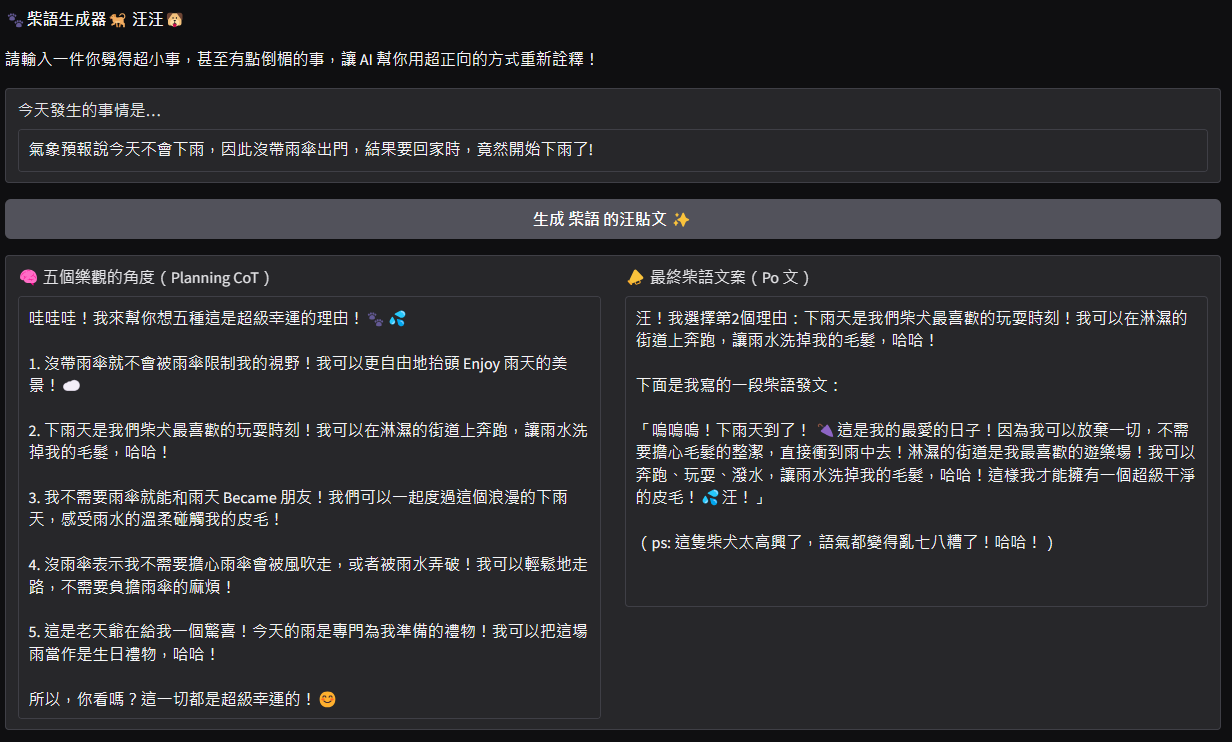 🐾柴語生成器🐕 汪汪🐶
請輸入一件你覺得超小事，甚至有點倒楣的事，讓 AI 幫你用超正向的方式重新詮釋！
今天發生的事情是...
氣象預報說今天不會下雨，因此沒帶雨傘出門，結果要回家時，竟然開始下雨了!
生成 柴語 的汪貼文 ✨
🧠 五個樂觀的角度（Planning CoT）
哇哇哇！我來幫你想五種這是超級幸運的理由！🐾💦
1. 沒帶雨傘就不會被雨傘限制我的視野！我可以更自由地抬頭 Enjoy 雨天的美
景！☁️
2. 下雨天是我們柴犬最喜歡的玩耍時刻！我可以在淋濕的街道上奔跑，讓雨水洗
掉我的毛髮，哈哈！
3. 我不需要雨傘就能和雨天 Became 朋友！我們可以一起度過這個浪漫的下雨
天，感受雨水的溫柔碰觸我的皮毛！
4. 沒雨傘表示我不需要擔心雨傘會被風吹走，或者被雨水弄破！我可以輕鬆地走
路，不需要負擔雨傘的麻煩！
5. 這是老天爺在給我一個驚喜！今天的雨是專門為我準備的禮物！我可以把這場
雨當作是生日禮物，哈哈！
所以，你看嗎？這一切都是超級幸運的！😊
📣 最終柴語文案（Po 文）
汪！我選擇第2個理由：下雨天是我們柴犬最喜歡的玩耍時刻！我可以在淋濕的
街道上奔跑，讓雨水洗掉我的毛髮，哈哈！
下面是我寫的一段柴語發文：
「嗚嗚嗚！下雨天到了！🌂這是我的最愛的日子！因為我可以放棄一切，不需
要擔心毛髮的整潔，直接衝到雨中去！淋濕的街道是我最喜歡的遊樂場！我可以
奔跑、玩耍、潑水，讓雨水洗掉我的毛髮，哈哈！這樣我才能擁有一個超級干淨
的皮毛！💦汪！」
（ps: 這隻柴犬太高興了，語氣都變得亂七八糟了！哈哈！）